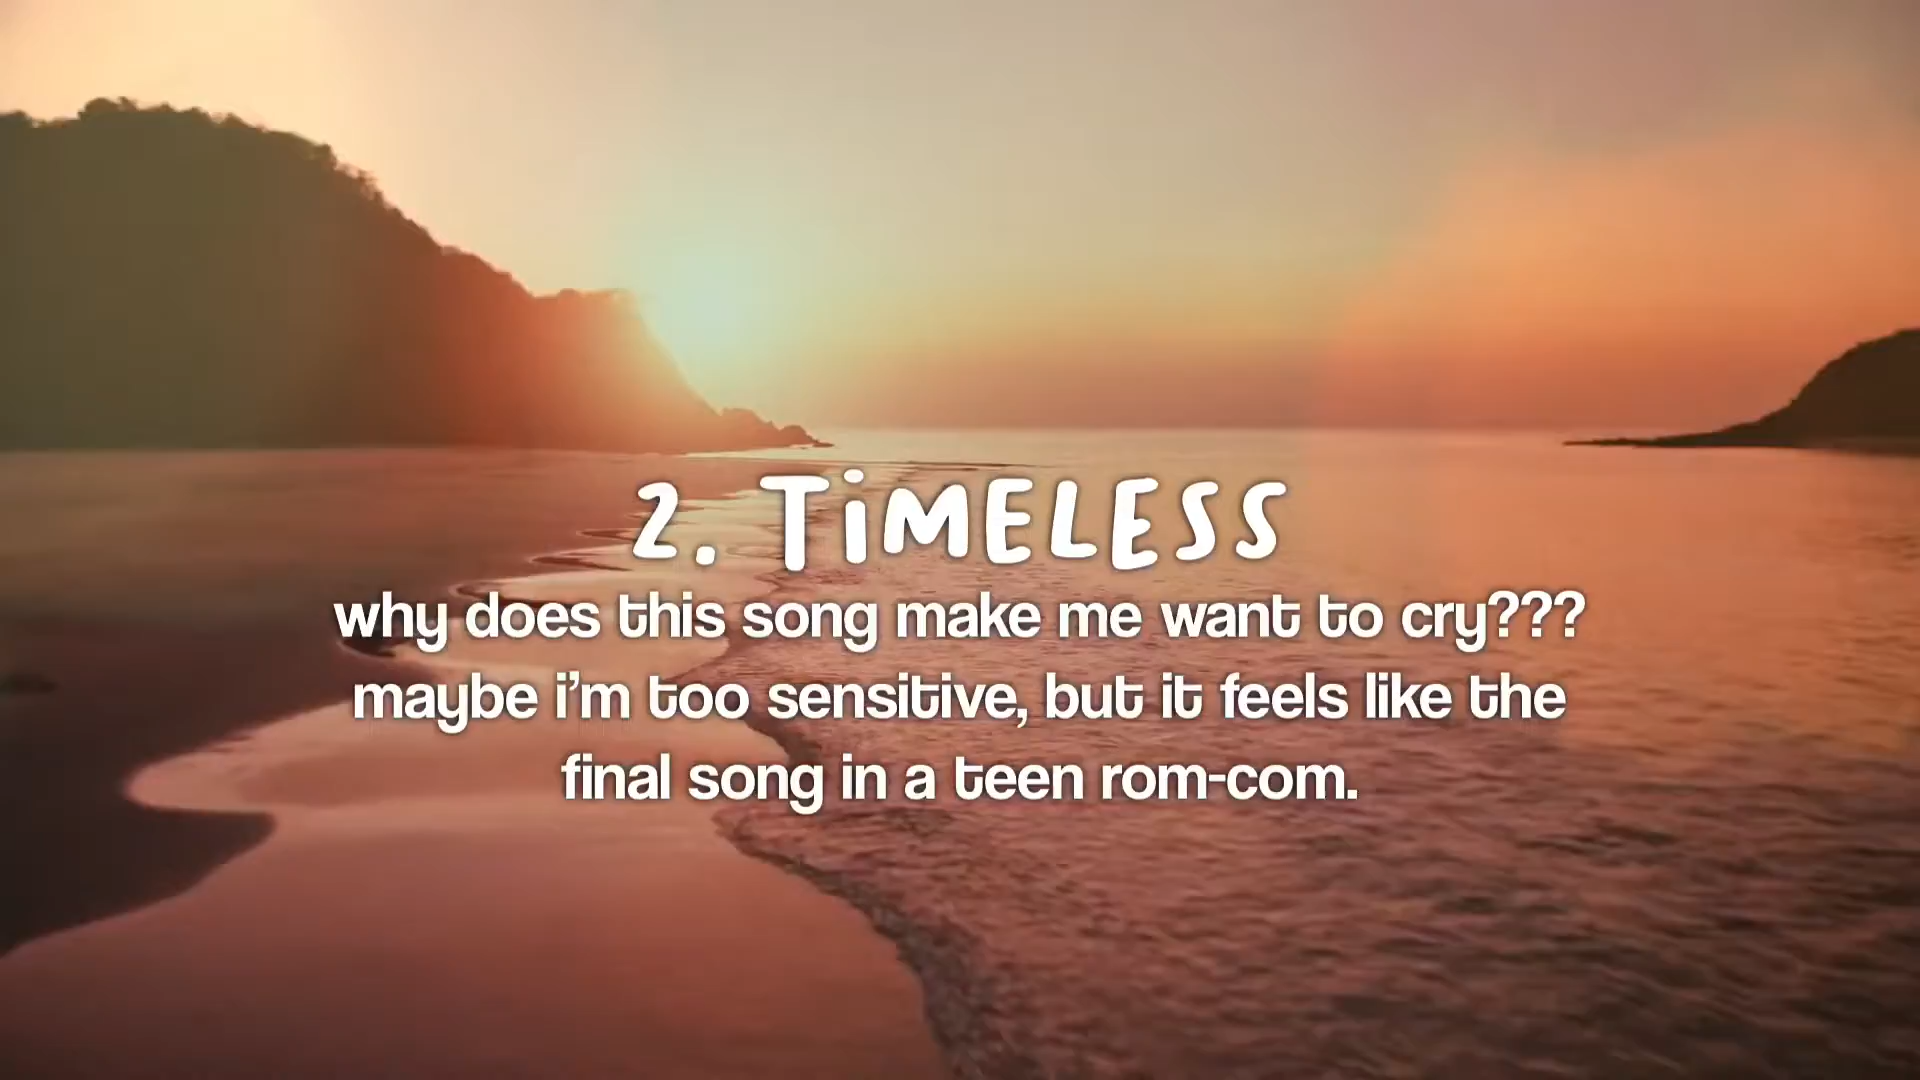 2. TiMELESS
why does this song make me want to cry???
maybe i'm too sensitive, but it feels like the
final song in a teen rom-com.